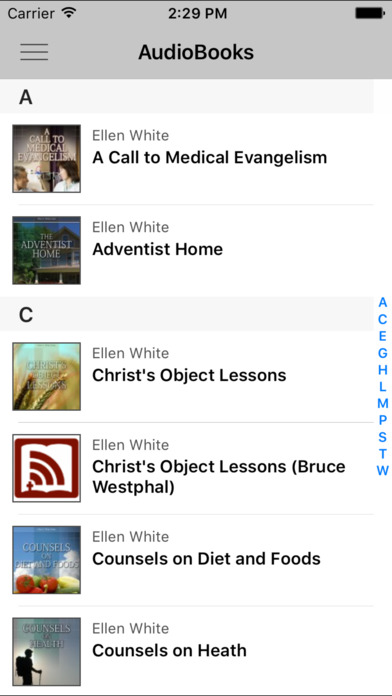 Carrier 2:29 PM
AudioBooks
A
A CALL TO MEDICAL EVANGELISM
Ellen White
A Call to Medical Evangelism
THE ADVENTIST HOME
Ellen White
Adventist Home
C
CHRIST'S OBJECT LESSONS
Ellen White
Christ's Object Lessons
Ellen White
Christ's Object Lessons (Bruce
Westphal)
COUNSELS ON DIET AND FOODS
Ellen White
Counsels on Diet and Foods
COUNSELS ON HEALTH
Ellen White
Counsels on Heath
A
C
E
G
H
L
M
P
S
T
W